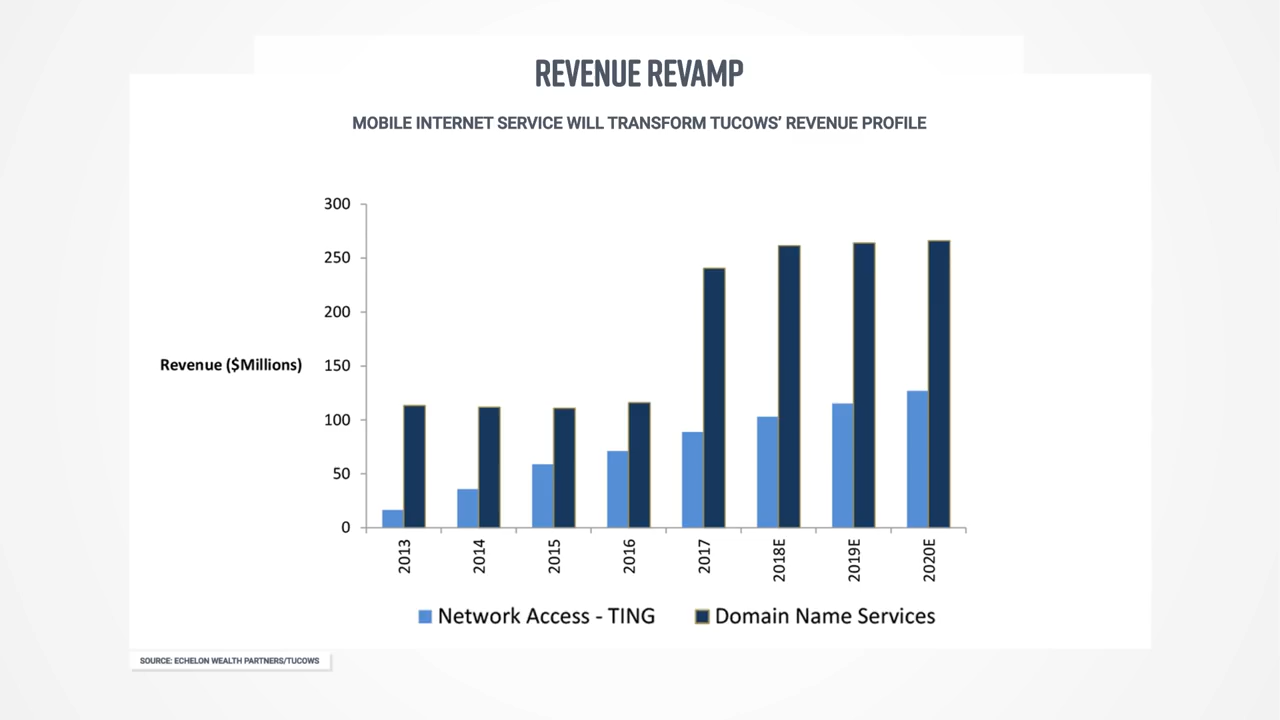 REVENUE REVAMP
MOBILE INTERNET SERVICE WILL TRANSFORM TUCOWS’ REVENUE PROFILE
300
250
200
Revenue ($Millions) 150
100
50
0
2013 2014 2015 2016 2017 2018E 2019E 2020E
Network Access - TING Domain Name Services
SOURCE: ECHELON WEALTH PARTNERS/TUCOWS